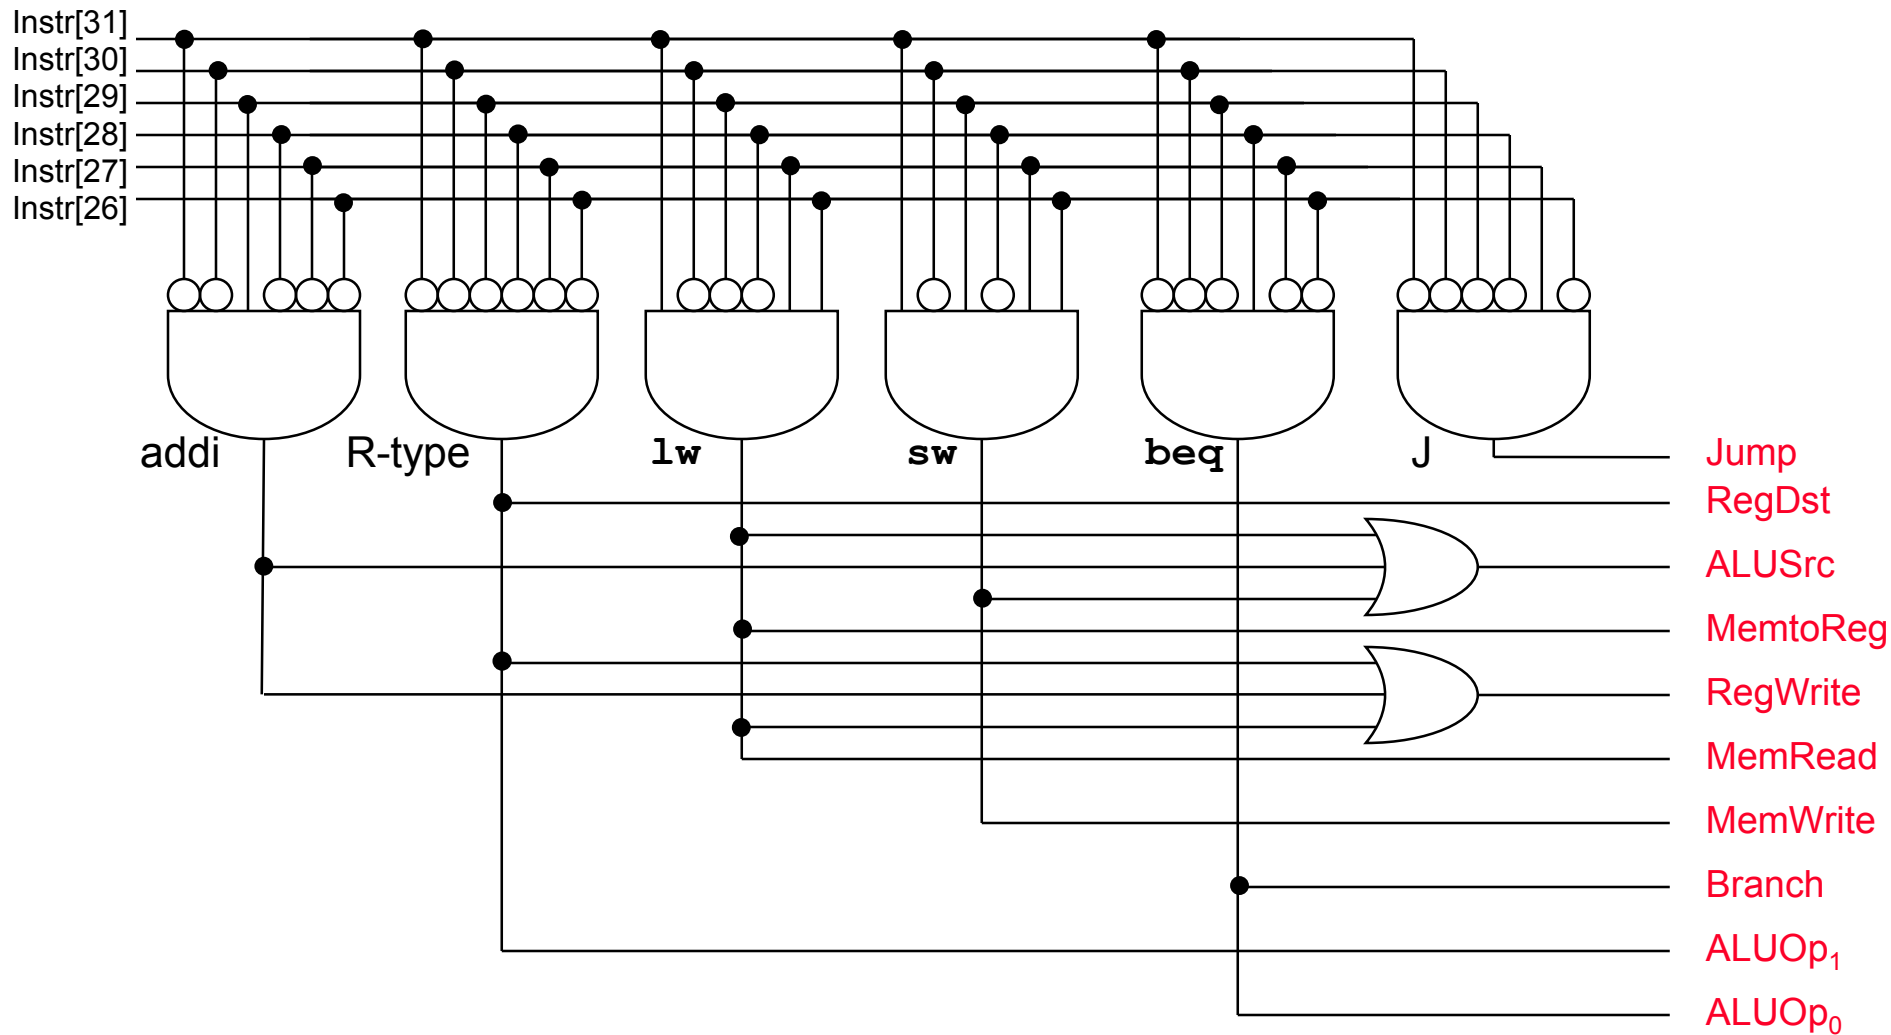 Instr[31]
Instr[30]
Instr[29]
Instr[28]
Instr[27]
Instr[26]
addi
R-type
lw
sw
beq
J
Jump
RegDst
ALUSrc
MemtoReg
RegWrite
MemRead
MemWrite
Branch
ALUOp₁
ALUOp₀